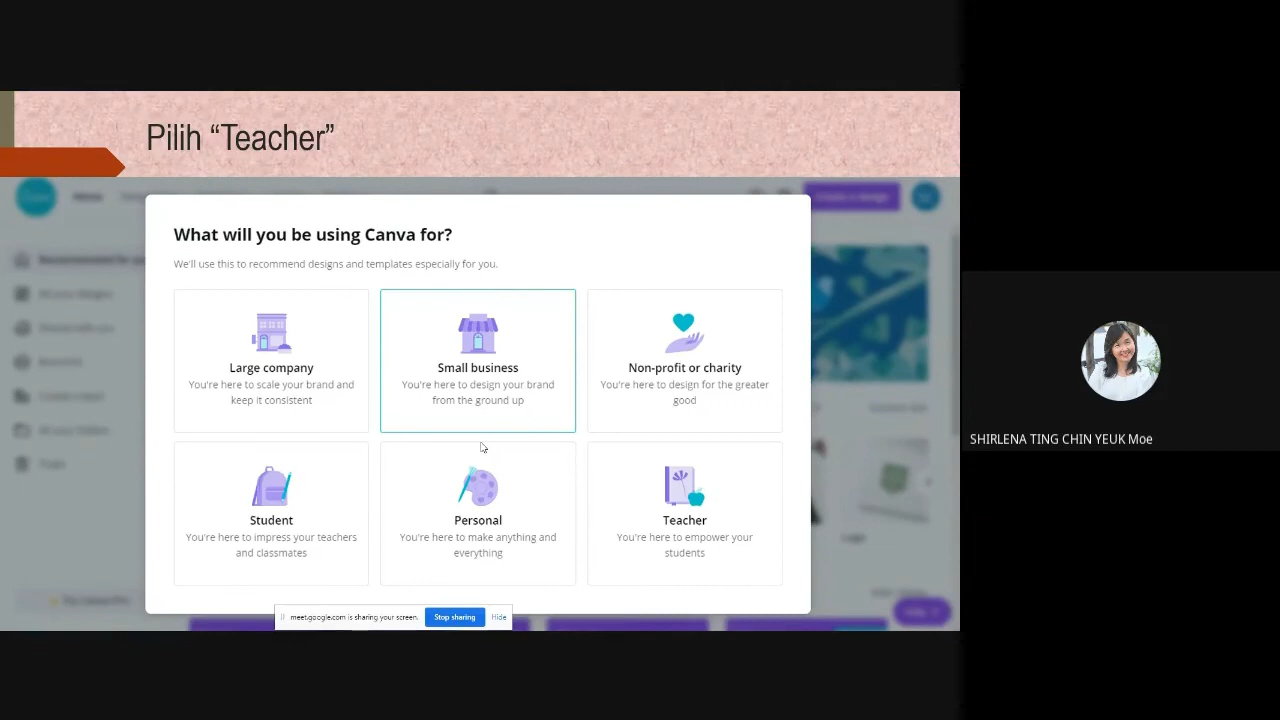 Pilih “Teacher”
Home
What will you be using Canva for?
We'll use this to recommend designs and templates especially for you.
Large company
You're here to scale your brand and
keep it consistent
Small business
You're here to design your brand
from the ground up
Non-profit or charity
You're here to design for the greater
good
Student
You're here to impress your teachers
and classmates
Personal
You're here to make anything and
everything
Teacher
You're here to empower your
students
meet.google.com is sharing your screen.
Stop sharing
Hide
SHIRLENA TING CHIN YEUK Moe